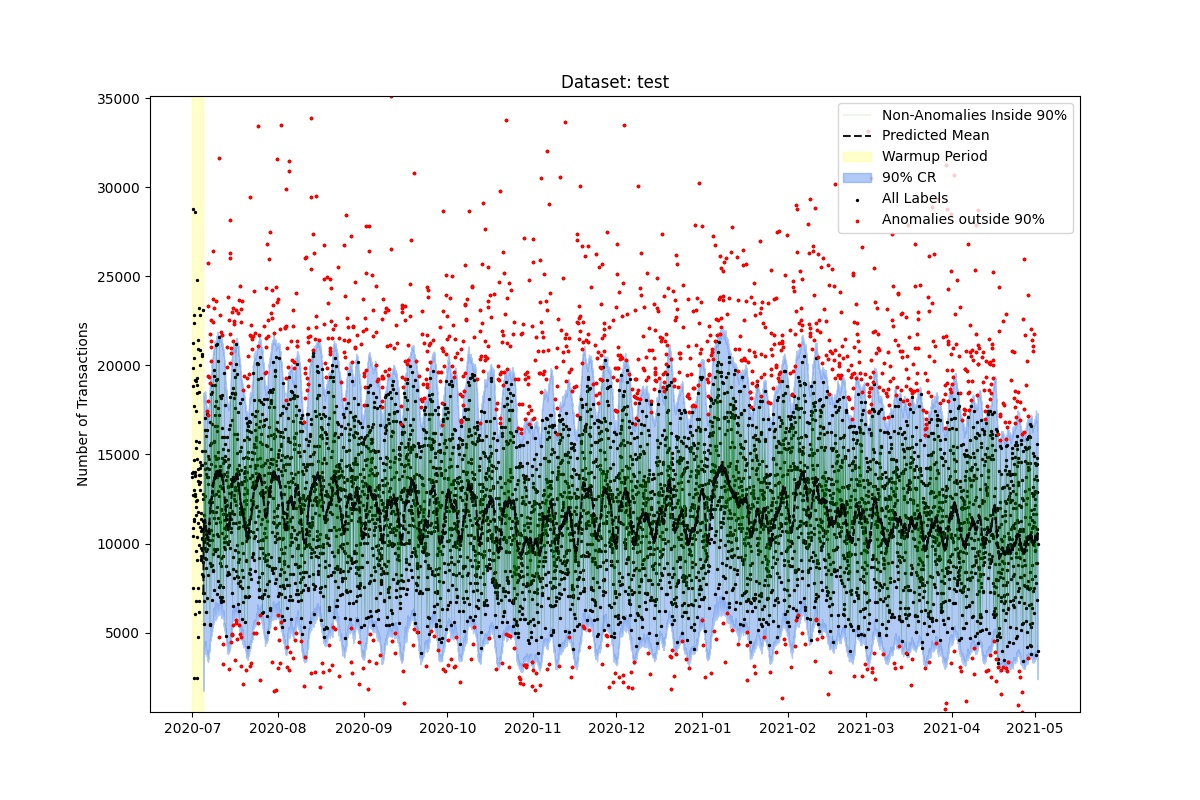 Dataset: test
35000
30000
25000
20000
15000
10000
5000
Number of Transactions
Non-Anomalies Inside 90%
Predicted Mean
Warmup Period
90% CR
All Labels
Anomalies outside 90%
2020-07
2020-08
2020-09
2020-10
2020-11
2020-12
2021-01
2021-02
2021-03
2021-04
2021-05